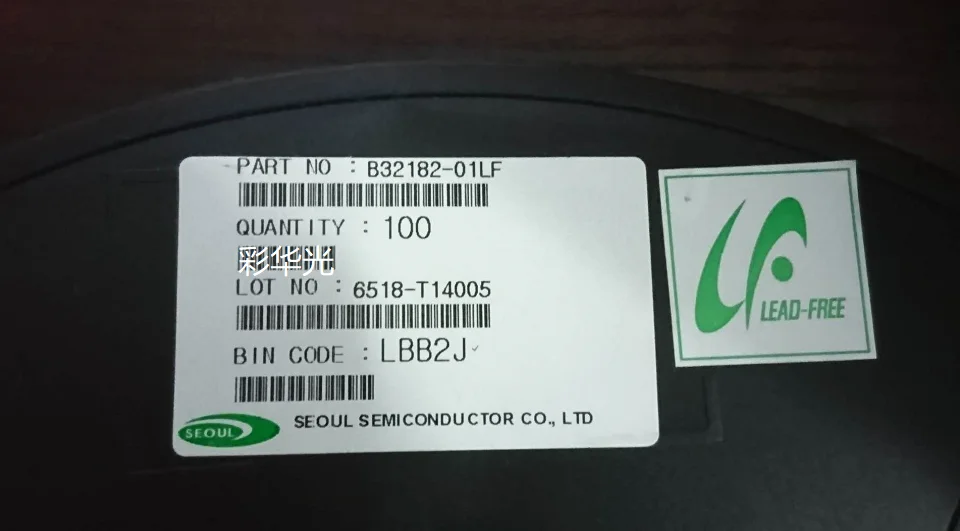 PART NO : B32182-01LF
QUANTITY : 100
彩华光
LOT NO : 6518-T14005
BIN CODE : LBB2J
SEOUL
SEOUL SEMICONDUCTOR CO., LTD
LF
LEAD-FREE